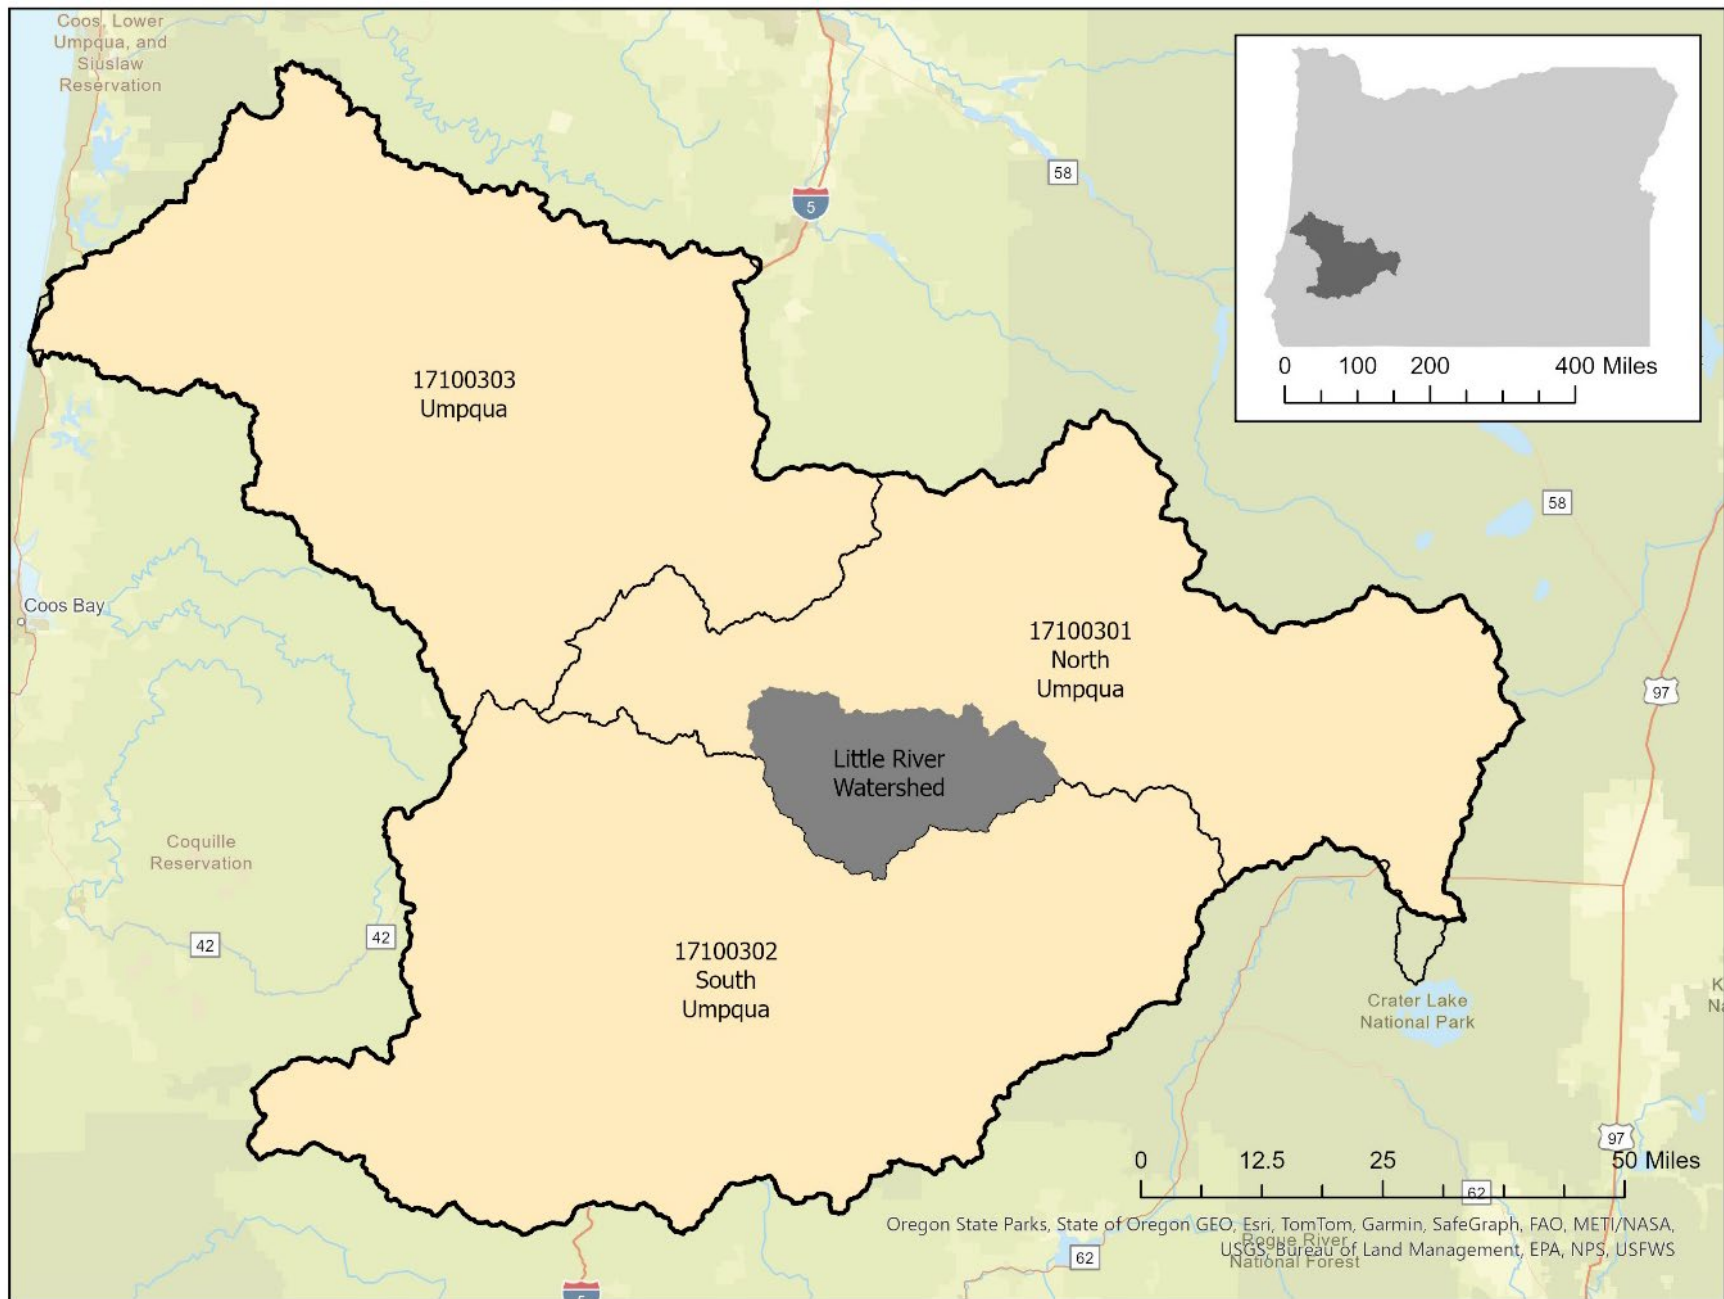 Coos, Lower
Umpqua, and
Siuslaw
Reservation
58
5
0 100 200 400 Miles
17100303
Umpqua
58
Coos Bay
17100301
North
Umpqua
97
Little River
Watershed
Coquille
Reservation
42
42
17100302
South
Umpqua
Crater Lake
National Park
97
0 12.5 25 50 Miles
62
Oregon State Parks, State of Oregon GEO, Esri, TomTom, Garmin, SafeGraph, FAO, METI/NASA,
USGS, Bureau of Land Management, EPA, NPS, USFWS
Rogue River
National Forest
62
5